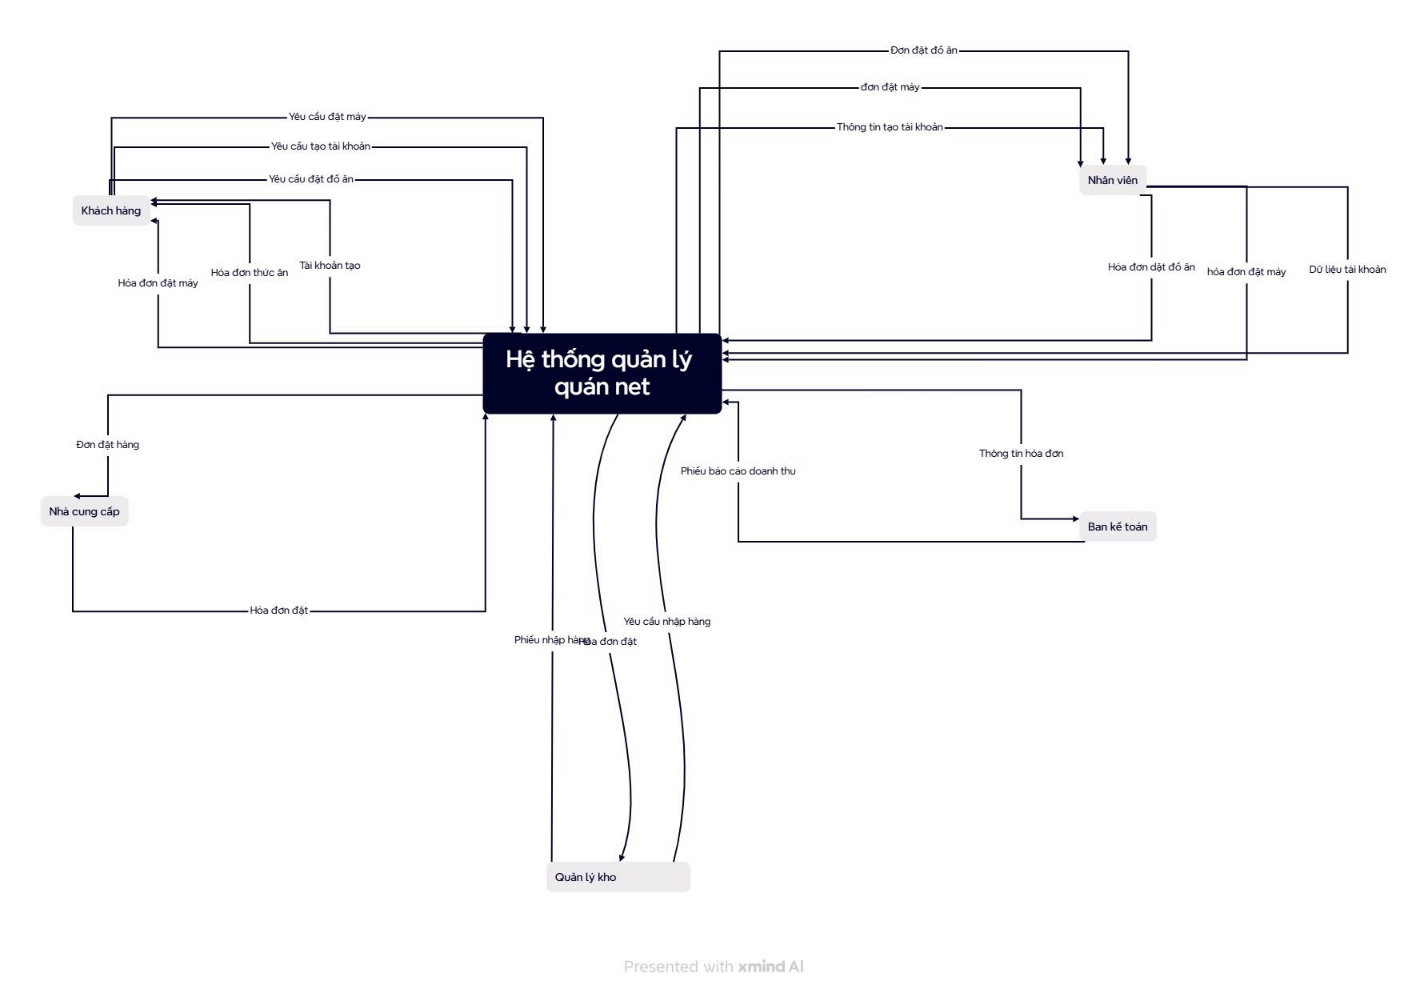 Đơn đặt đồ ăn
đơn đặt máy
Thông tin tạo tài khoản
Yêu cầu đặt máy
Yêu cầu tạo tài khoản
Yêu cầu đặt đồ ăn
Nhân viên
Khách hàng
Tài khoản tạo
Hóa đơn thức ăn
Hóa đơn đặt máy
Hóa đơn dặt đồ ăn
hóa đơn đặt máy
Dữ liệu tài khoản
Hệ thống quản lý
quán net
Đơn đặt hàng
Thông tin hóa đơn
Phiếu báo cáo doanh thu
Nhà cung cấp
Ban kế toán
Hóa đơn đặt
Yêu cầu nhập hàng
Phiếu nhập hàng
Hóa đơn đặt
Quản lý kho
Presented with xmind AI